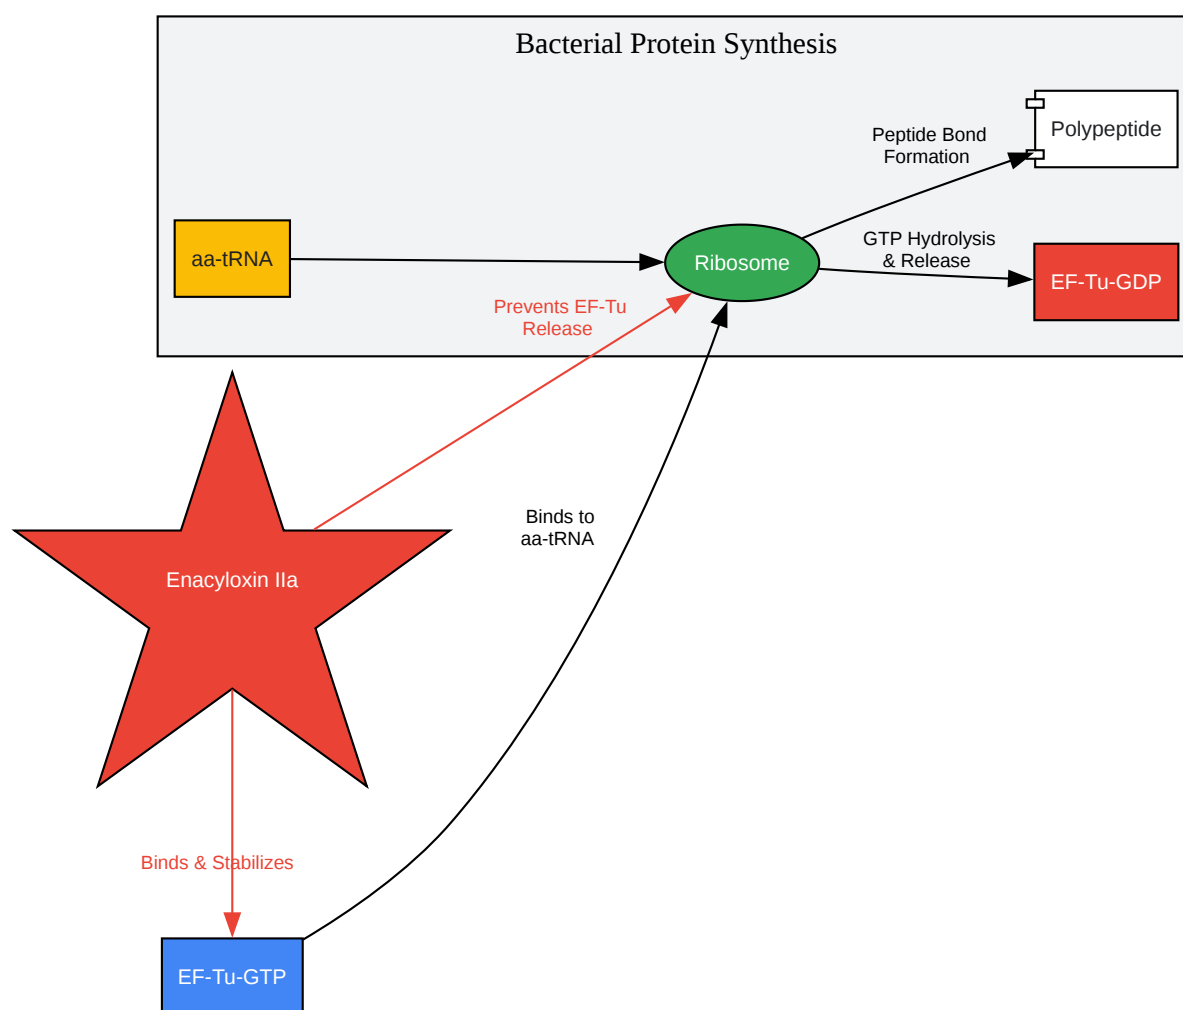 Bacterial Protein Synthesis
Peptide Bond
Formation
Polypeptide
aa-tRNA
Ribosome
GTP Hydrolysis
& Release
EF-Tu-GDP
Prevents EF-Tu
Release
Binds to
aa-tRNA
Enacyloxin IIa
Binds & Stabilizes
EF-Tu-GTP